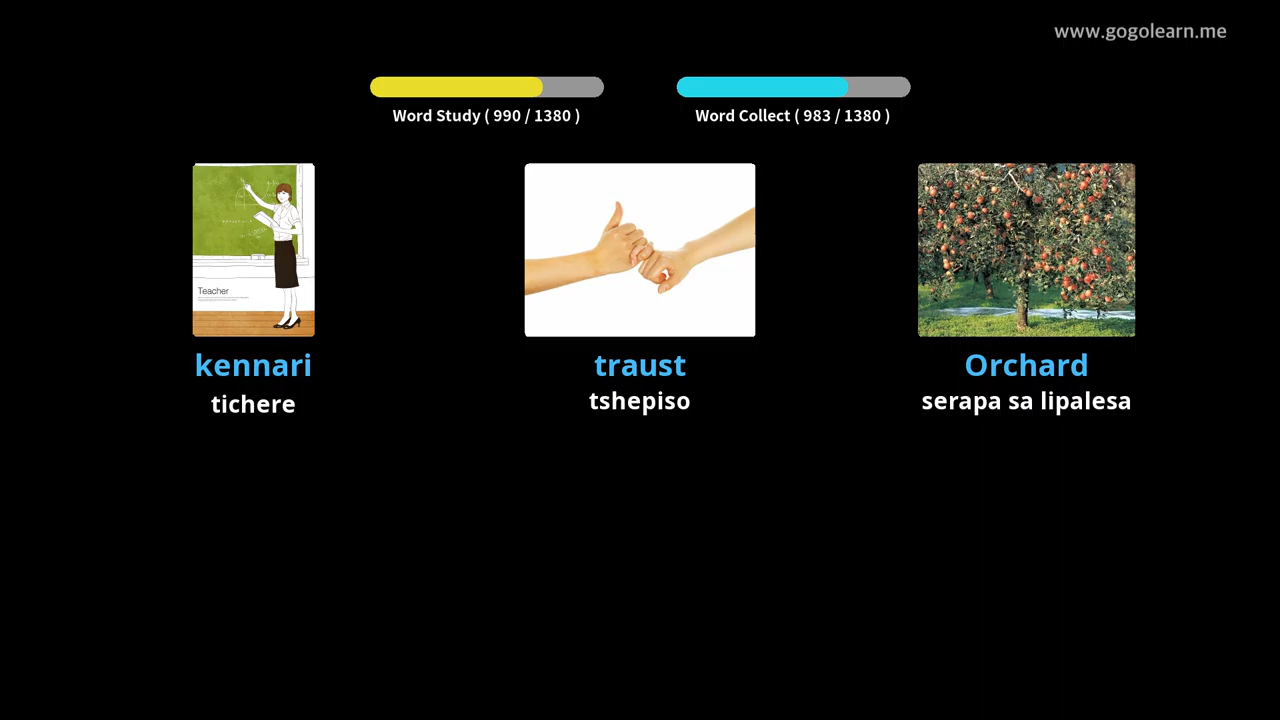 www.gogolearn.me
Word Study ( 990 / 1380 )
Word Collect ( 983 / 1380 )
Teacher
kennari
tichere
traust
tshepiso
Orchard
serapa sa lipalesa